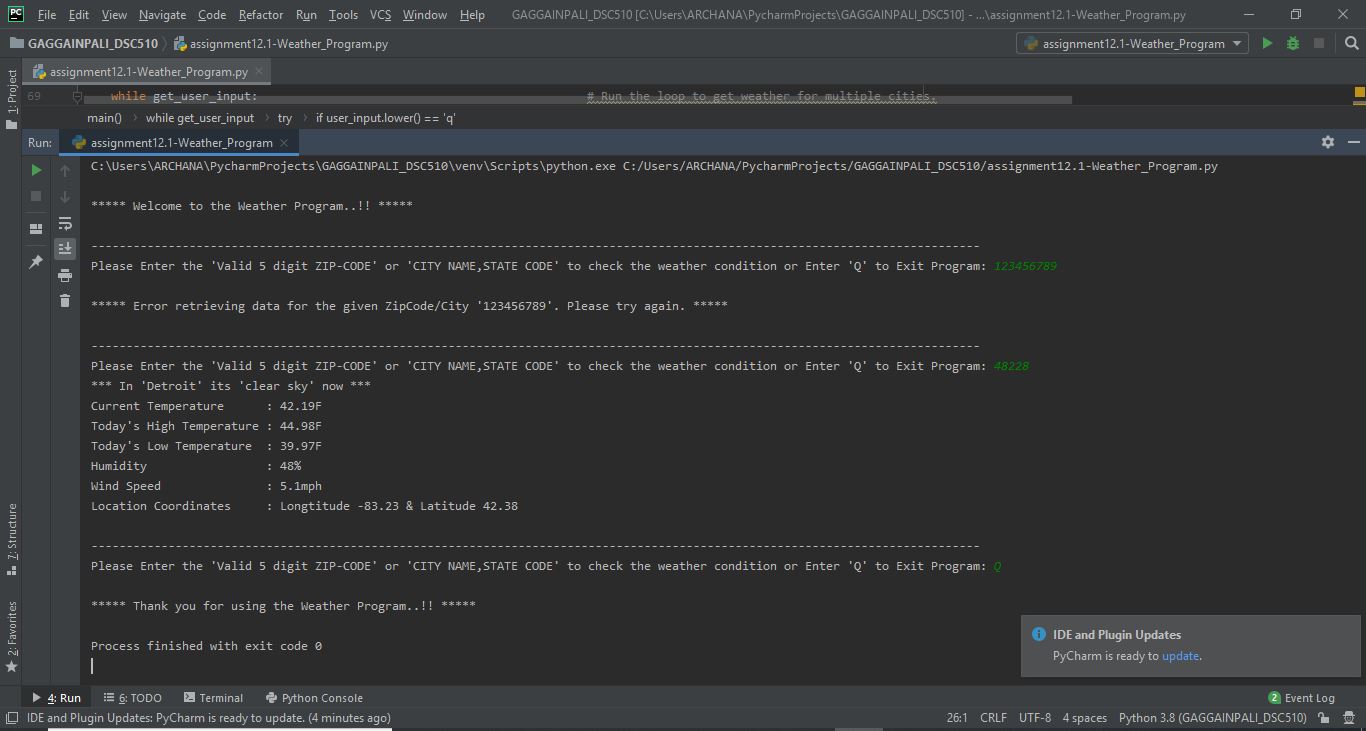 PC File Edit View Navigate Code Refactor Run Tools VCS Window Help GAGGAINPALI_DSC510 [C:\Users\ARCHANA\PycharmProjects\GAGGAINPALI_DSC510] - ...\assignment12.1-Weather_Program.py
GAGGAINPALI_DSC510 assignment12.1-Weather_Program.py assignment12.1-Weather_Program
1: Project
assignment12.1-Weather_Program.py
69 while get_user_input: # Run the loop to get weather for multiple cities.
main() while get_user_input try if user_input.lower() == 'q'
Run: assignment12.1-Weather_Program
C:\Users\ARCHANA\PycharmProjects\GAGGAINPALI_DSC510\venv\Scripts\python.exe C:/Users/ARCHANA/PycharmProjects/GAGGAINPALI_DSC510/assignment12.1-Weather_Program.py
***** Welcome to the Weather Program..!! *****
-------------------------------------------------------------------------------------------------------------------------------
Please Enter the 'Valid 5 digit ZIP-CODE' or 'CITY NAME,STATE CODE' to check the weather condition or Enter 'Q' to Exit Program: 123456789
***** Error retrieving data for the given ZipCode/City '123456789'. Please try again. *****
-------------------------------------------------------------------------------------------------------------------------------
Please Enter the 'Valid 5 digit ZIP-CODE' or 'CITY NAME,STATE CODE' to check the weather condition or Enter 'Q' to Exit Program: 48228
*** In 'Detroit' its 'clear sky' now ***
Current Temperature : 42.19F
Today's High Temperature : 44.98F
Today's Low Temperature : 39.97F
Humidity : 48%
Wind Speed : 5.1mph
Location Coordinates : Longtitude -83.23 & Latitude 42.38
-------------------------------------------------------------------------------------------------------------------------------
Please Enter the 'Valid 5 digit ZIP-CODE' or 'CITY NAME,STATE CODE' to check the weather condition or Enter 'Q' to Exit Program: Q
***** Thank you for using the Weather Program..!! *****
Process finished with exit code 0
7: Structure
2: Favorites
IDE and Plugin Updates
PyCharm is ready to update.
4: Run 6: TODO Terminal Python Console 2 Event Log
IDE and Plugin Updates: PyCharm is ready to update. (4 minutes ago) 26:1 CRLF UTF-8 4 spaces Python 3.8 (GAGGAINPALI_DSC510)